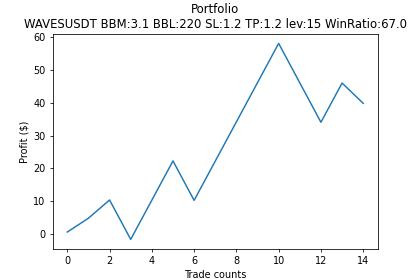 Portfolio
WAVESUSDT BBM:3.1 BBL:220 SL:1.2 TP:1.2 lev:15 WinRatio:67.0
60
50
40
30
20
10
0
Profit ($)
0 2 4 6 8 10 12 14
Trade counts